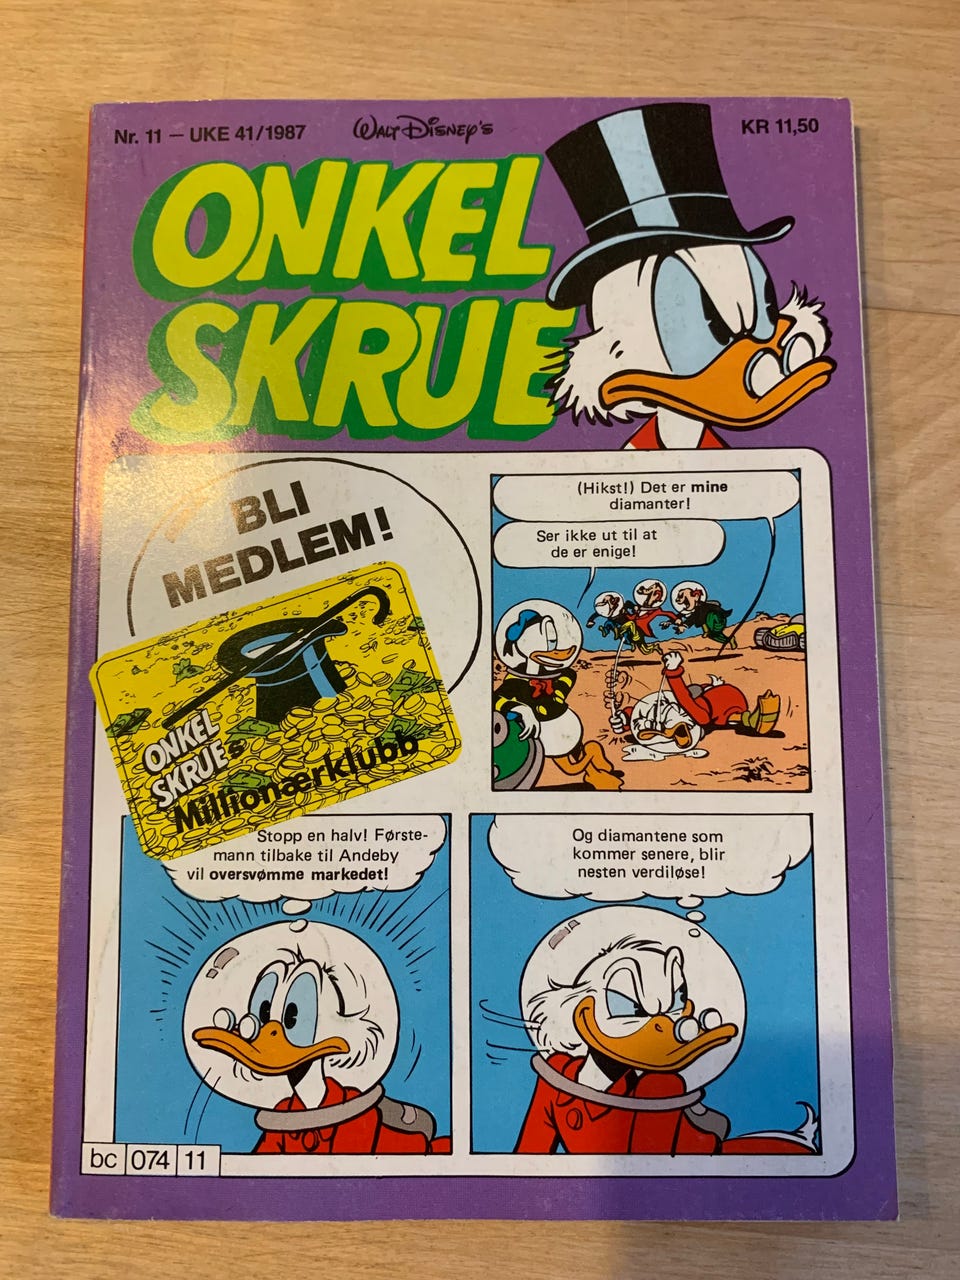 Nr. 11 — UKE 41/1987
WALT DISNEY'S
KR 11,50
ONKEL
SKRUE
BLI
MEDLEM!
ONKEL
SKRUEs
Millionærklubb
(Hikst!) Det er mine
diamanter!
Ser ikke ut til at
de er enige!
Stopp en halv! Første-
mann tilbake til Andeby
vil oversvømme markedet!
Og diamantene som
kommer senere, blir
nesten verdiløse!
bc 074 11